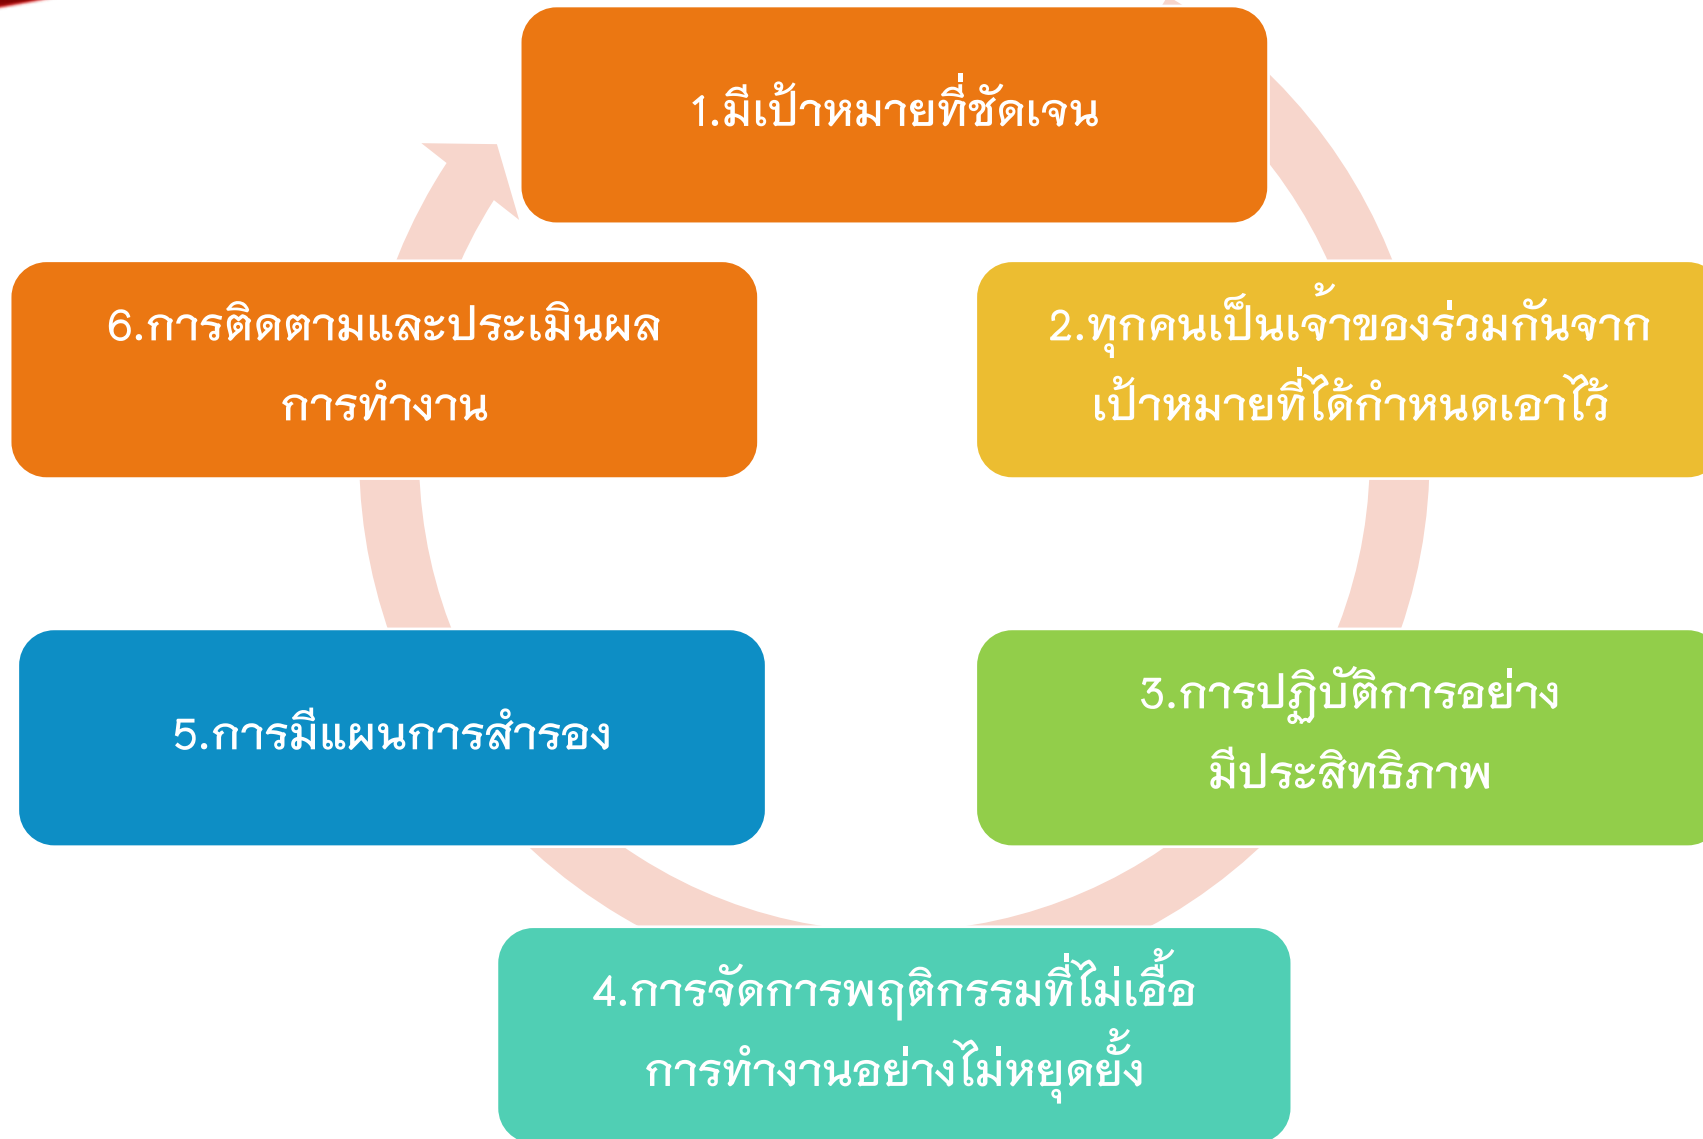 1.มีเป้าหมายที่ชัดเจน
2.ทุกคนเป็นเจ้าของร่วมกันจาก
เป้าหมายที่ได้กำหนดเอาไว้
3.การปฏิบัติการอย่าง
มีประสิทธิภาพ
4.การจัดการพฤติกรรมที่ไม่เอื้อ
การทำงานอย่างไม่หยุดยั้ง
5.การมีแผนการสำรอง
6.การติดตามและประเมินผล
การทำงาน